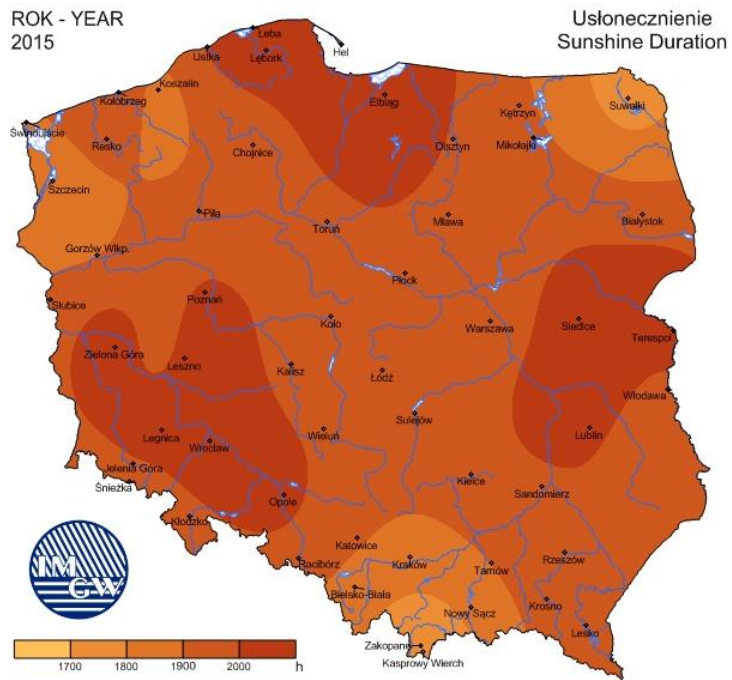 ROK - YEAR
2015
Usłonecznienie
Sunshine Duration
Łeba
Hel
Ustka
Lębork
Koszalin
Kołobrzeg
Elbląg
Suwałki
Kętrzyn
Świnoujście
Resko
Chojnice
Olsztyn
Mikołajki
Szczecin
Piła
Toruń
Mława
Białystok
Gorzów Wlkp.
Płock
Słubice
Poznań
Koło
Warszawa
Siedlce
Terespol
Zielona Góra
Leszno
Kalisz
Łódź
Włodawa
Sulejów
Legnica
Wrocław
Wieluń
Lublin
Jelenia Góra
Śnieżka
Opole
Kielce
Sandomierz
Kłodzko
Katowice
Racibórz
Kraków
Tarnów
Rzeszów
Bielsko-Biała
Nowy Sącz
Krosno
Lesko
Zakopane
Kasprowy Wierch
IM
GW
1700 1800 1900 2000 h